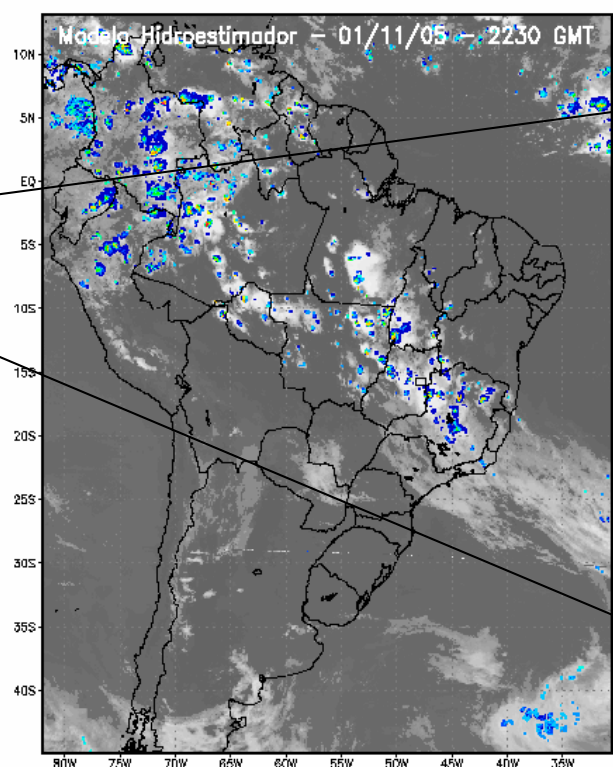 Modelo Hidroestimador - 01/11/05 - 2230 GMT
10N
5N
EQ
5S
10S
15S
20S
25S
30S
35S
40S
80W 75W 70W 65W 60W 55W 50W 45W 40W 35W